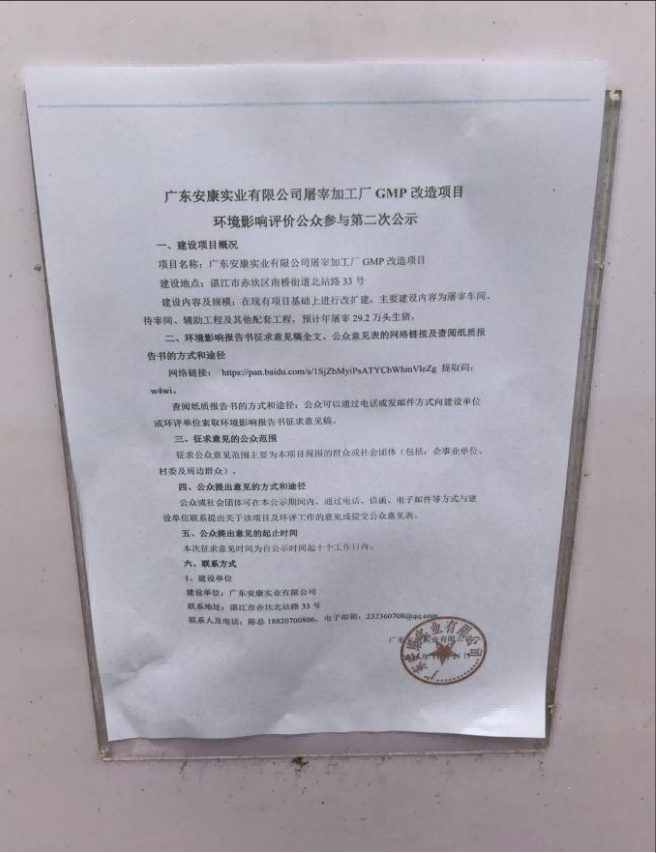 广东安康实业有限公司屠宰加工厂 GMP 改造项目
环境影响评价公众参与第二次公示
一、建设项目概况
项目名称：广东安康实业有限公司屠宰加工厂 GMP 改造项目
建设地点：湛江市赤坎区南桥街道北站路 33 号
建设内容及规模：在现有项目基础上进行改扩建，主要建设内容为屠宰车间、
待宰间、辅助工程及其他配套工程，预计年屠宰 29.2 万头生猪。
二、环境影响报告书征求意见稿全文、公众意见表的网络链接及查阅纸质报
告书的方式和途径
网络链接： https://pan.baidu.com/s/1SjZbMyiPsATYCbWhmVleZg 提取码：
w4wi。
查阅纸质报告书的方式和途径：公众可以通过电话或发邮件方式向建设单位
或环评单位索取环境影响报告书征求意见稿。
三、征求意见的公众范围
征求公众意见范围主要为本项目周围的群众或社会团体（包括：企事业单位、
村委及周边群众）。
四、公众提出意见的方式和途径
公众或社会团体可在本公示期间内，通过电话、信函、电子邮件等方式与建
设单位联系提出关于该项目及环评工作的意见或提交公众意见表。
五、公众提出意见的起止时间
本次征求意见时间为自公示时间起十个工作日内。
六、联系方式
1、建设单位
建设单位：广东安康实业有限公司
联系地址：湛江市赤坎北站路 33 号
联系人及电话：陈总 18820700806，电子邮箱：232360708@qq.com
广东安康实业有限公司